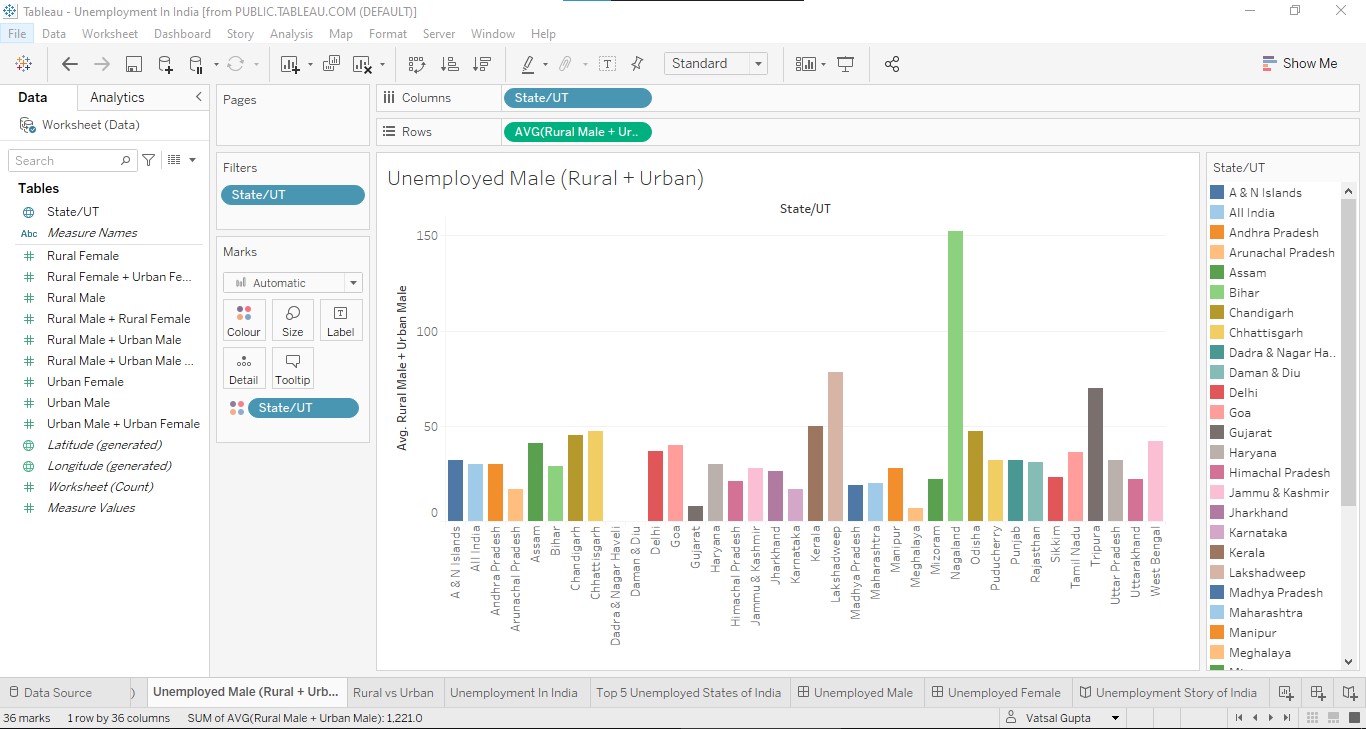 Tableau - Unemployment In India [from PUBLIC.TABLEAU.COM (DEFAULT)]
File Data Worksheet Dashboard Story Analysis Map Format Server Window Help
Standard
Show Me
Data Analytics
Worksheet (Data)
Search
Tables
State/UT
Abc Measure Names
Rural Female
Rural Female + Urban Fe...
Rural Male
Rural Male + Rural Female
Rural Male + Urban Male
Rural Male + Urban Male ...
Urban Female
Urban Male
Urban Male + Urban Female
Latitude (generated)
Longitude (generated)
Worksheet (Count)
Measure Values
Pages
Filters
State/UT
Marks
Automatic
Colour Size Label
Detail Tooltip
State/UT
Columns State/UT
Rows AVG(Rural Male + Ur..
Unemployed Male (Rural + Urban)
State/UT
Avg. Rural Male + Urban Male
150
100
50
0
A & N Islands
All India
Andhra Pradesh
Arunachal Pradesh
Assam
Bihar
Chandigarh
Chhattisgarh
Dadra & Nagar Haveli
Daman & Diu
Delhi
Goa
Gujarat
Haryana
Himachal Pradesh
Jammu & Kashmir
Jharkhand
Karnataka
Kerala
Lakshadweep
Madhya Pradesh
Maharashtra
Manipur
Meghalaya
Mizoram
Nagaland
Odisha
Puducherry
Punjab
Rajasthan
Sikkim
Tamil Nadu
Tripura
Uttar Pradesh
Uttarakhand
West Bengal
State/UT
A & N Islands
All India
Andhra Pradesh
Arunachal Pradesh
Assam
Bihar
Chandigarh
Chhattisgarh
Dadra & Nagar Ha..
Daman & Diu
Delhi
Goa
Gujarat
Haryana
Himachal Pradesh
Jammu & Kashmir
Jharkhand
Karnataka
Kerala
Lakshadweep
Madhya Pradesh
Maharashtra
Manipur
Meghalaya
Data Source ) Unemployed Male (Rural + Urb... Rural vs Urban Unemployment In India Top 5 Unemployed States of India Unemployed Male Unemployed Female Unemployment Story of India
36 marks 1 row by 36 columns SUM of AVG(Rural Male + Urban Male): 1,221.0 Vatsal Gupta